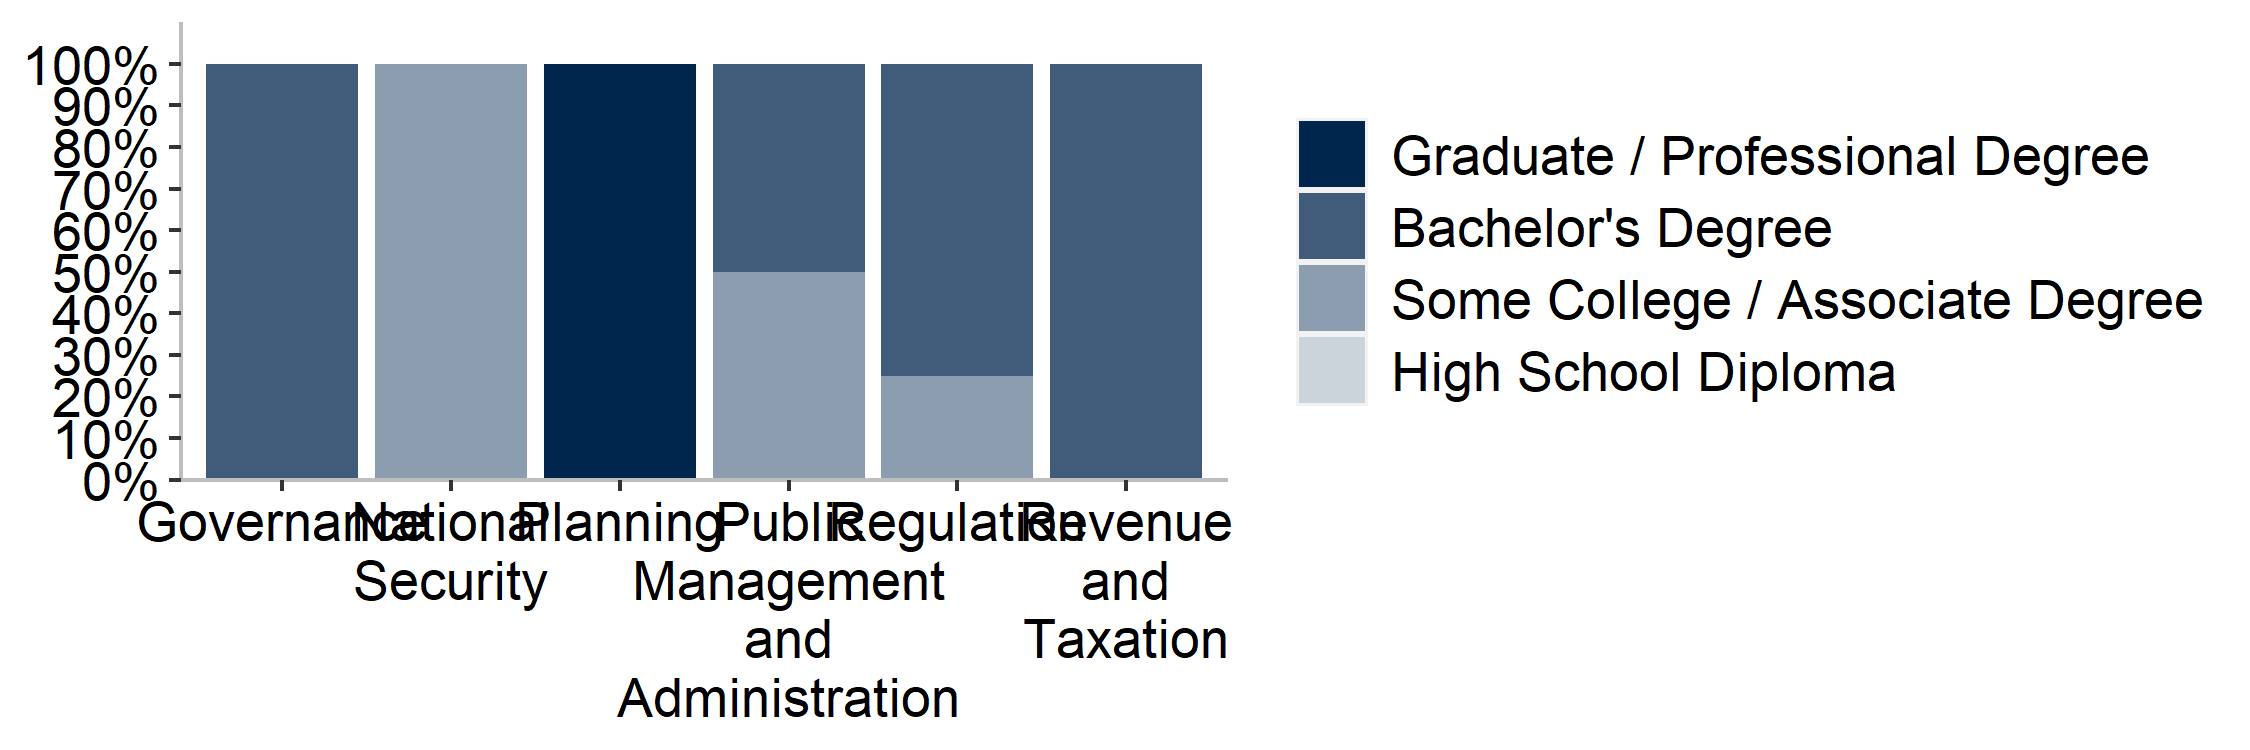 100%
90%
80%
70%
60%
50%
40%
30%
20%
10%
0%
Governance
National
Security
Planning
Public
Management
and
Administration
Regulation
Revenue
and
Taxation
Graduate / Professional Degree
Bachelor's Degree
Some College / Associate Degree
High School Diploma